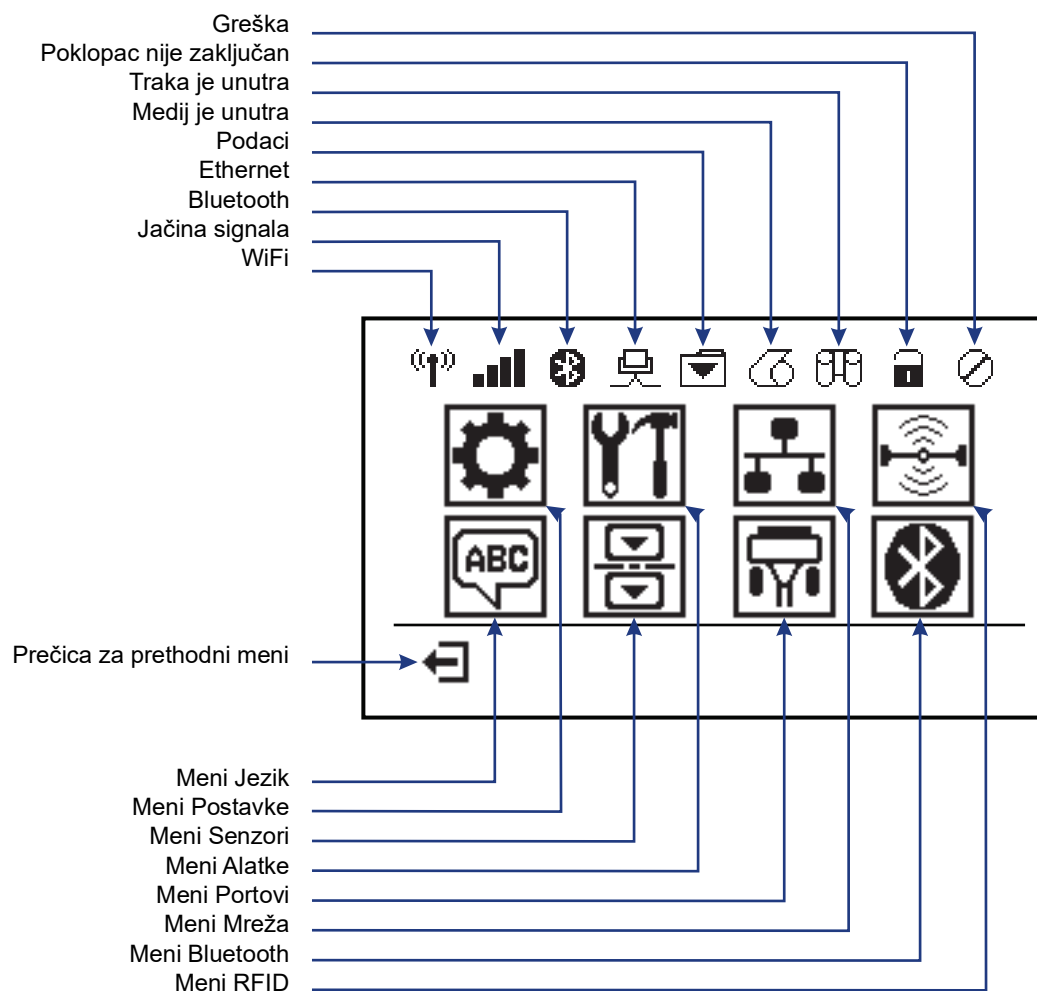 Greška
Poklopac nije zaključan
Traka je unutra
Medij je unutra
Podaci
Ethernet
Bluetooth
Jačina signala
WiFi
ABC
Prečica za prethodni meni
Meni Jezik
Meni Postavke
Meni Senzori
Meni Alatke
Meni Portovi
Meni Mreža
Meni Bluetooth
Meni RFID